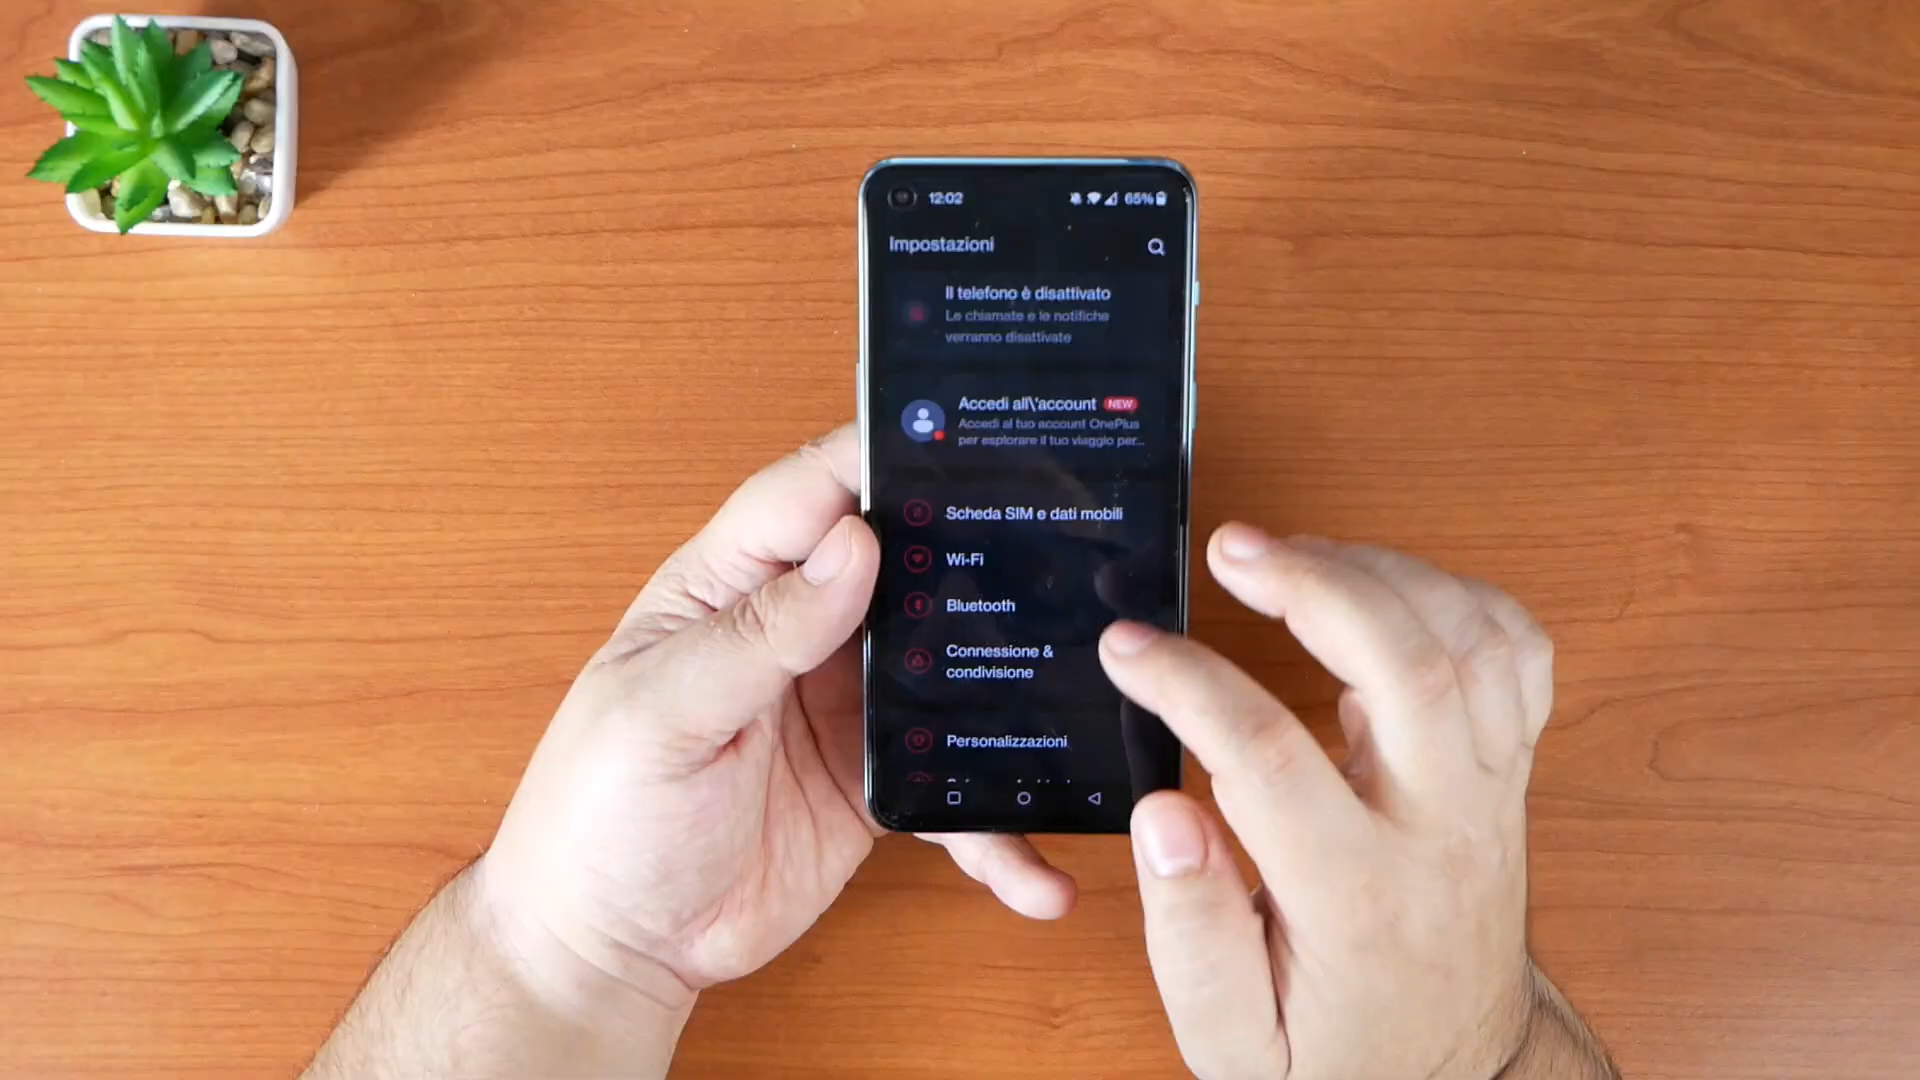 12:02
65%
Impostazioni
Il telefono è disattivato
Le chiamate e le notifiche
verranno disattivate
Accedi all\'account NEW
Accedi al tuo account OnePlus
per esplorare il tuo viaggio per...
Scheda SIM e dati mobili
Wi-Fi
Bluetooth
Connessione &
condivisione
Personalizzazioni